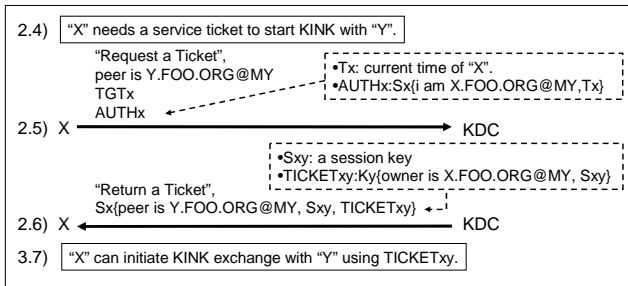 2.4) “X” needs a service ticket to start KINK with “Y”.
“Request a Ticket”,
peer is Y.FOO.ORG@MY
TGTx
AUTHx
•Tx: current time of “X”.
•AUTHx:Sx{i am X.FOO.ORG@MY,Tx}
2.5) X KDC
•Sxy: a session key
•TICKETxy:Ky{owner is X.FOO.ORG@MY, Sxy}
“Return a Ticket”,
Sx{peer is Y.FOO.ORG@MY, Sxy, TICKETxy}
2.6) X KDC
3.7) “X” can initiate KINK exchange with “Y” using TICKETxy.